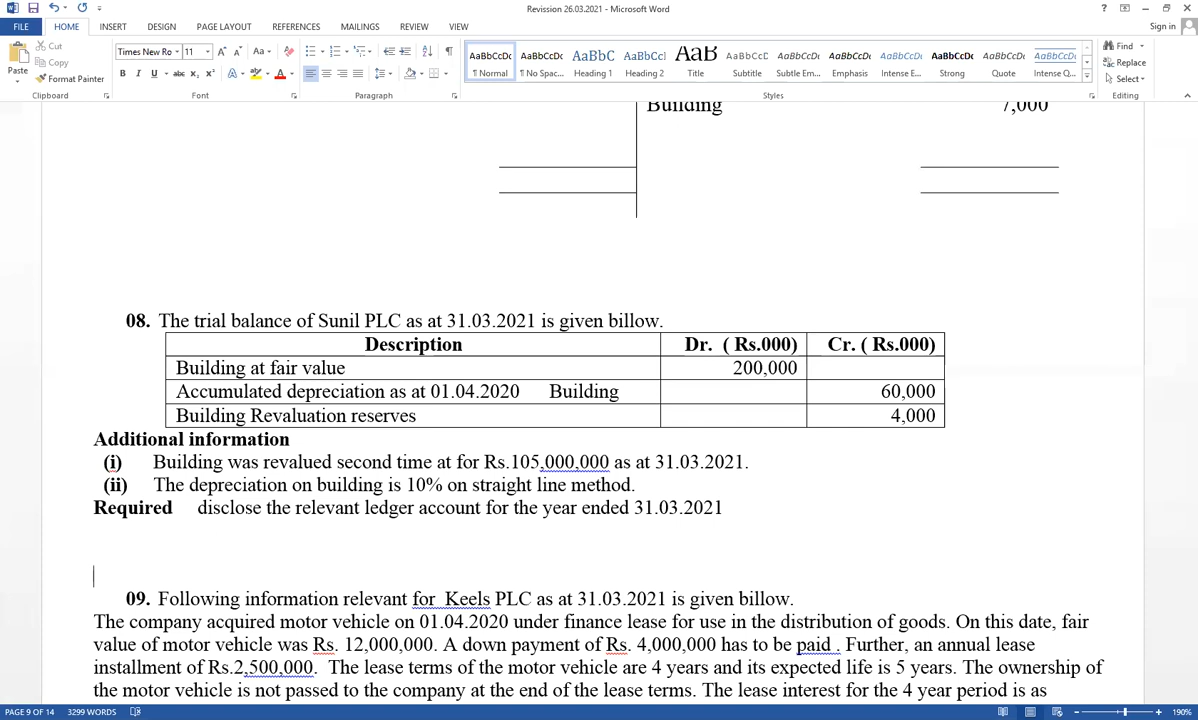 Revission 26.03.2021 - Microsoft Word
FILE HOME INSERT DESIGN PAGE LAYOUT REFERENCES MAILINGS REVIEW VIEW Sign in
Paste Cut Copy Format Painter
Times New Ro 11
AaBbCcDc AaBbCcDc AaBbC AaBbCcl AaB AaBbCcC AaBbCcDc AaBbCcDc AaBbCcDc AaBbCcDc AaBbCcDc AaBbCcDc
¶ Normal ¶ No Spac... Heading 1 Heading 2 Title Subtitle Subtle Em... Emphasis Intense E... Strong Quote Intense Q...
Find Replace Select
Clipboard Font Paragraph Styles Editing
Building 7,000
08. The trial balance of Sunil PLC as at 31.03.2021 is given billow.
Description Dr. ( Rs.000) Cr. ( Rs.000)
Building at fair value 200,000
Accumulated depreciation as at 01.04.2020 Building 60,000
Building Revaluation reserves 4,000
Additional information
(i) Building was revalued second time at for Rs.105,000,000 as at 31.03.2021.
(ii) The depreciation on building is 10% on straight line method.
Required disclose the relevant ledger account for the year ended 31.03.2021
09. Following information relevant for Keels PLC as at 31.03.2021 is given billow.
The company acquired motor vehicle on 01.04.2020 under finance lease for use in the distribution of goods. On this date, fair
value of motor vehicle was Rs. 12,000,000. A down payment of Rs. 4,000,000 has to be paid . Further, an annual lease
installment of Rs.2,500,000. The lease terms of the motor vehicle are 4 years and its expected life is 5 years. The ownership of
the motor vehicle is not passed to the company at the end of the lease terms. The lease interest for the 4 year period is as
PAGE 9 OF 14 3299 WORDS 190%